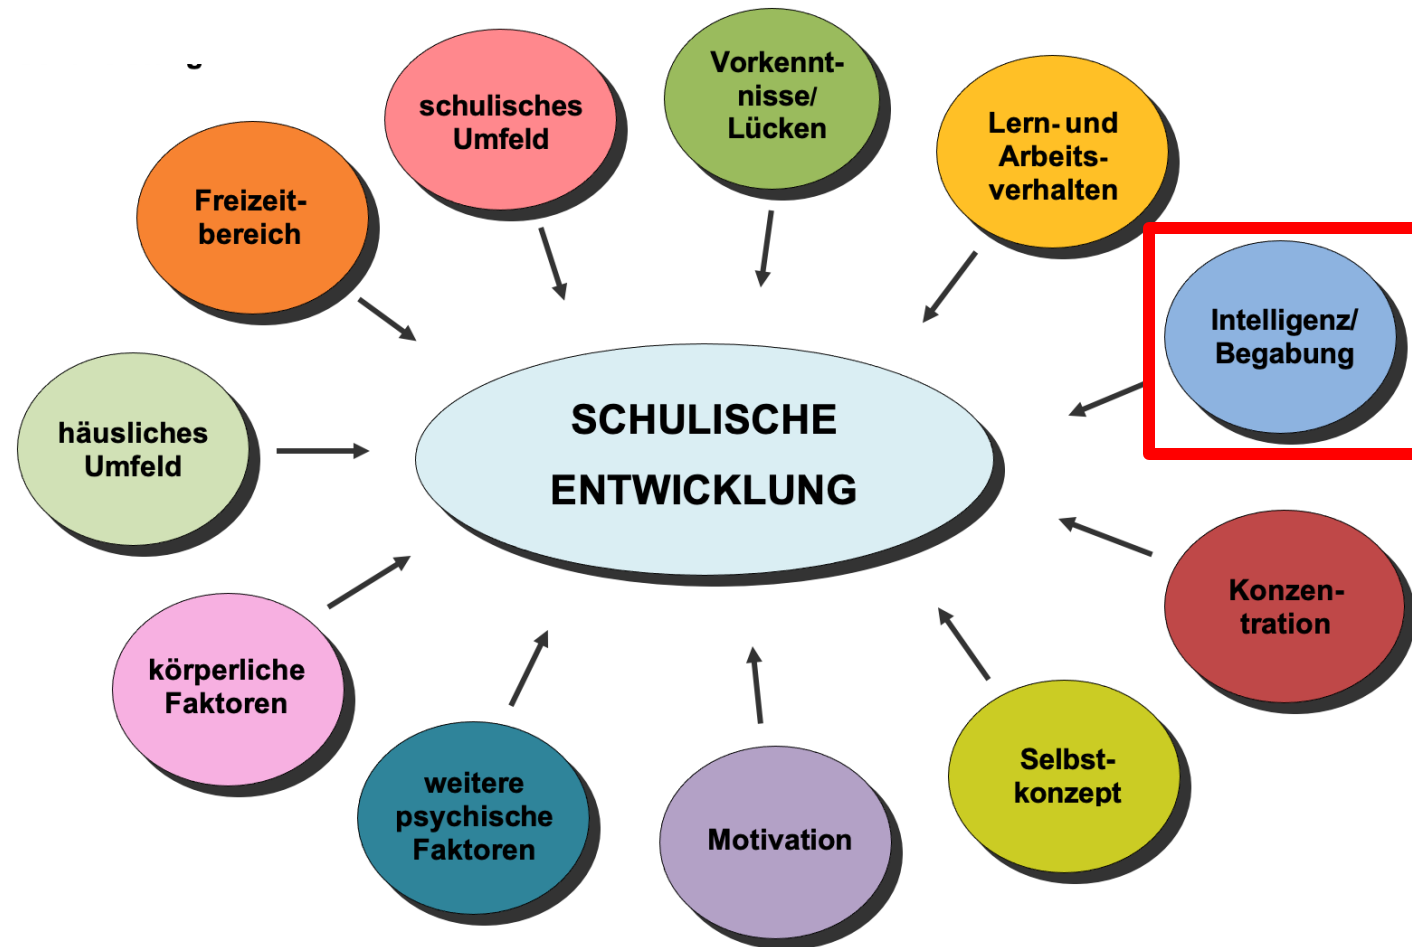 schulisches
Umfeld
Vorkennt-
nisse/
Lücken
Lern- und
Arbeits-
verhalten
Freizeit-
bereich
Intelligenz/
Begabung
häusliches
Umfeld
SCHULISCHE
ENTWICKLUNG
Konzen-
tration
körperliche
Faktoren
weitere
psychische
Faktoren
Motivation
Selbst-
konzept